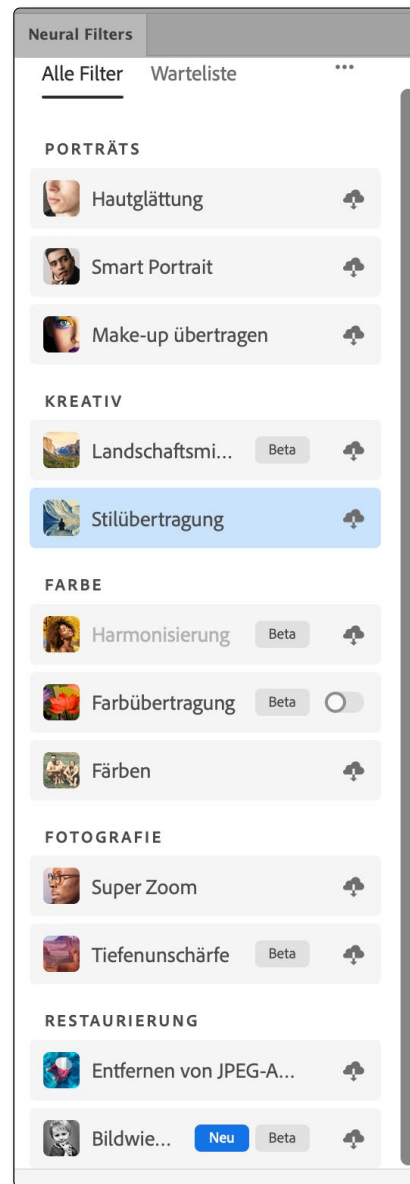 Neural Filters
Alle Filter Warteliste ...
PORTRÄTS
Hautglättung
Smart Portrait
Make-up übertragen
KREATIV
Landschaftsmi... Beta
Stilübertragung
FARBE
Harmonisierung Beta
Farbübertragung Beta
Färben
FOTOGRAFIE
Super Zoom
Tiefenunschärfe Beta
RESTAURIERUNG
Entfernen von JPEG-A...
Bildwie... Neu Beta